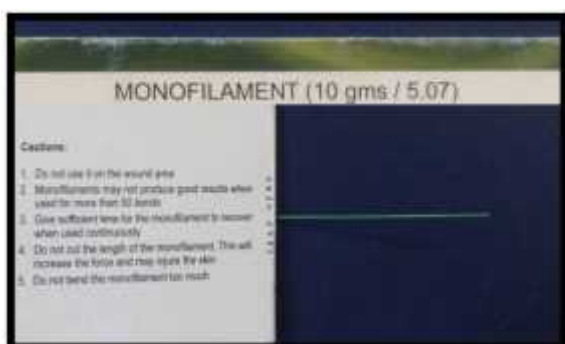 MONOFILAMENT (10 gms / 5.07)
Cautions:
1. Do not use it on the wound area
2. Monofilaments may not produce good results when
used for more than 50 bends
3. Give sufficient time for the monofilament to recover
when used continuously
4. Do not cut the length of the monofilament. This will
increase the force and may injure the skin
5. Do not bend the monofilament too much